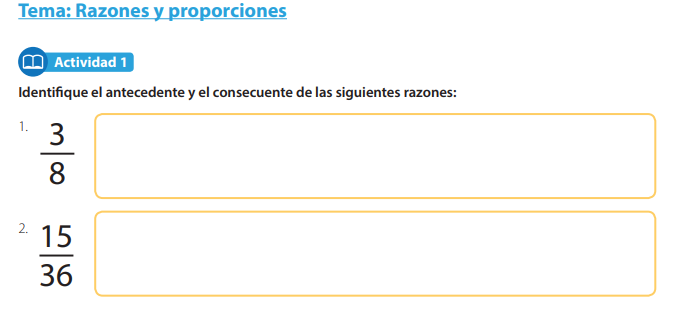 Tema: Razones y proporciones
Actividad 1
Identifique el antecedente y el consecuente de las siguientes razones:
1.
3
8
2.
15
36